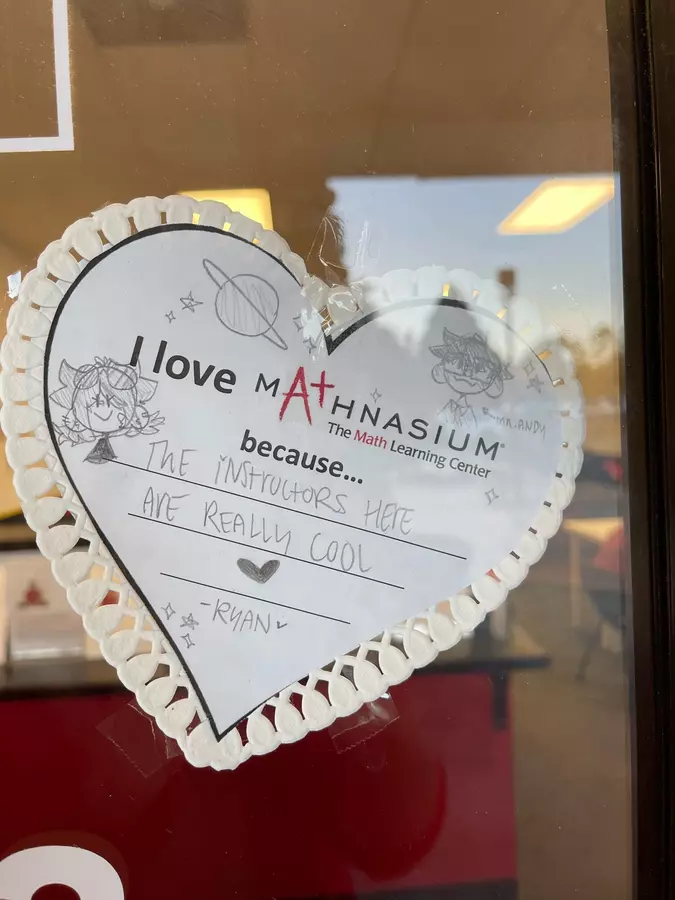 I love MATHNASIUM®
The Math Learning Center
because...
THE INSTRUCTORS HERE
ARE REALLY COOL
-RYAN